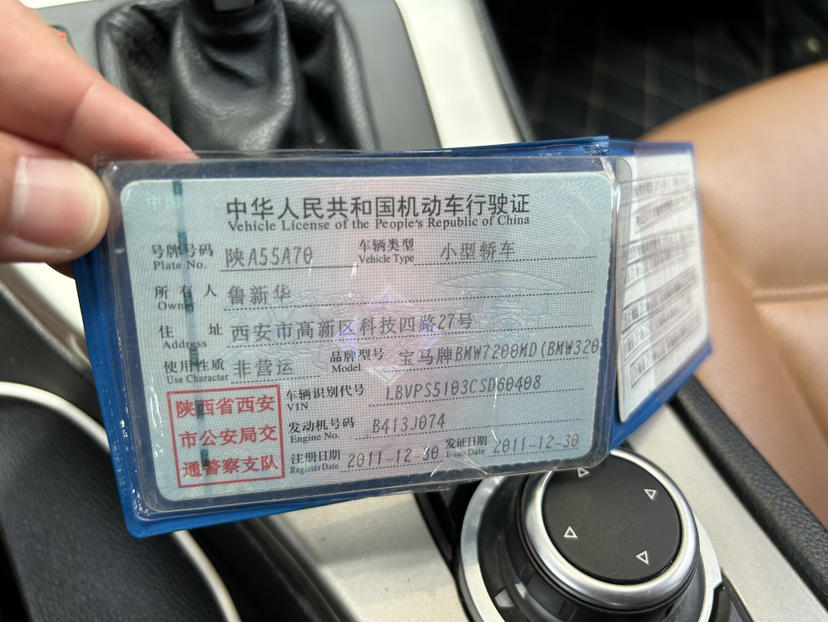 中华人民共和国机动车行驶证
Vehicle License of the People's Republic of China
号牌号码 陕A55A70 车辆类型 小型轿车
Plate No. Vehicle Type
所有人 鲁新华
Owner
住址 西安市高新区科技四路27号
Address
使用性质 非营运 品牌型号 宝马牌BMW7200MD(BMW320
Use Character Model
陕西省西安
市公安局交
通警察支队
车辆识别代号 LBVPS5103CSD60408
VIN
发动机号码 B413J074
Engine No.
注册日期 2011-12-30 发证日期 2011-12-30
Register Date Issue Date